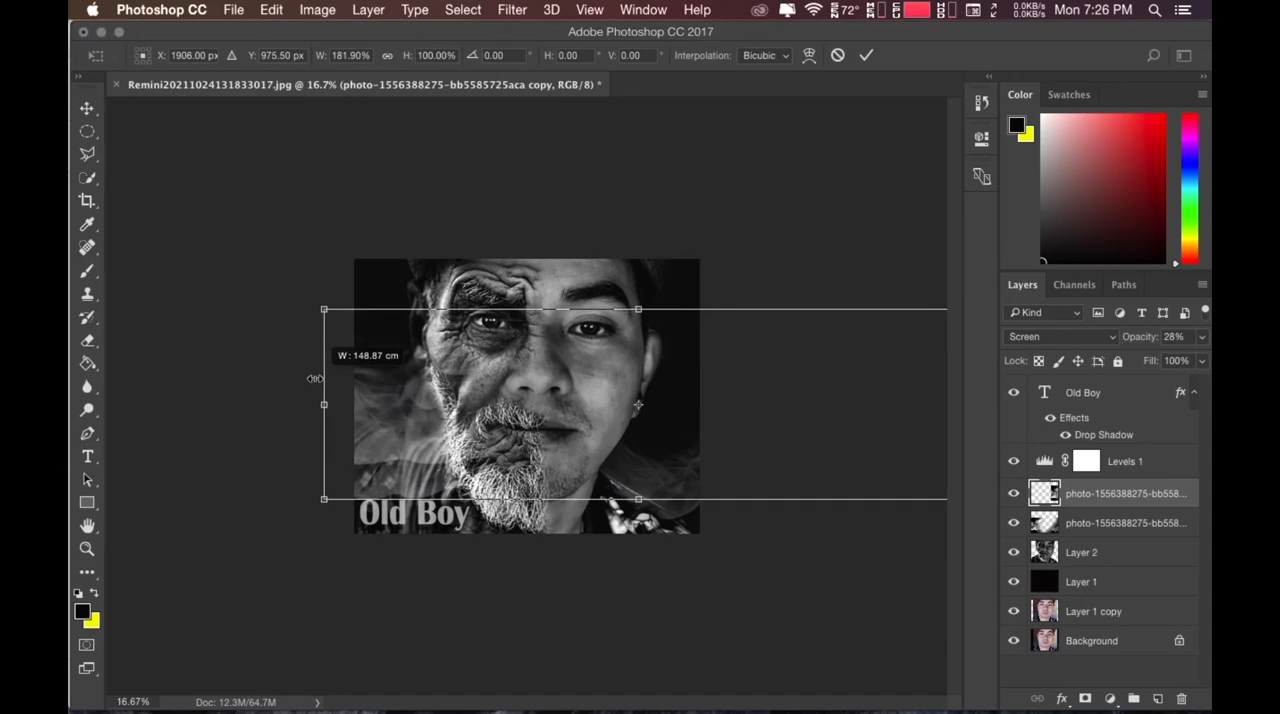 Photoshop CC File Edit Image Layer Type Select Filter 3D View Window Help 72° 0.0KB/s 0.0KB/s Mon 7:26 PM
Adobe Photoshop CC 2017
X: 1906.00 px Y: 975.50 px W: 181.90% H: 100.00% 0.00 ° H: 0.00 ° V: 0.00 ° Interpolation: Bicubic
Remini20211024131833017.jpg @ 16.7% (photo-1556388275-bb5585725aca copy, RGB/8) *
Color Swatches
Layers Channels Paths
Kind
Screen Opacity: 28%
Lock: Fill: 100%
W: 148.87 cm
Old Boy fx
Effects
Drop Shadow
Levels 1
photo-1556388275-bb558...
photo-1556388275-bb558...
Layer 2
Layer 1
Layer 1 copy
Background
Old Boy
16.67% Doc: 12.3M/64.7M
fx